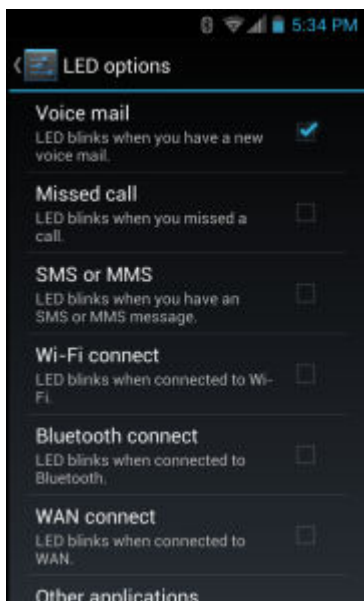 5:34 PM
LED options
Voice mail
LED blinks when you have a new
voice mail.
Missed call
LED blinks when you missed a
call.
SMS or MMS
LED blinks when you have an
SMS or MMS message.
Wi-Fi connect
LED blinks when connected to Wi-
Fi.
Bluetooth connect
LED blinks when connected to
Bluetooth.
WAN connect
LED blinks when connected to
WAN.
Other applications